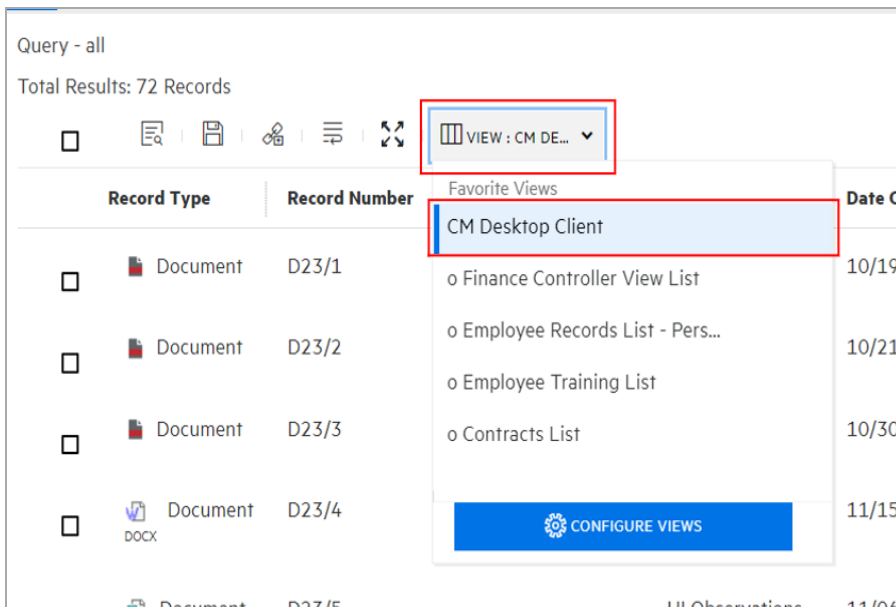 Query - all
Total Results: 72 Records
VIEW : CM DE...
Record Type Record Number Date
Favorite Views
CM Desktop Client
Document D23/1 10/19
o Finance Controller View List
o Employee Records List - Pers...
Document D23/2 10/21
o Employee Training List
Document D23/3 10/30
o Contracts List
Document D23/4 11/15
DOCX
CONFIGURE VIEWS
Document D23/5